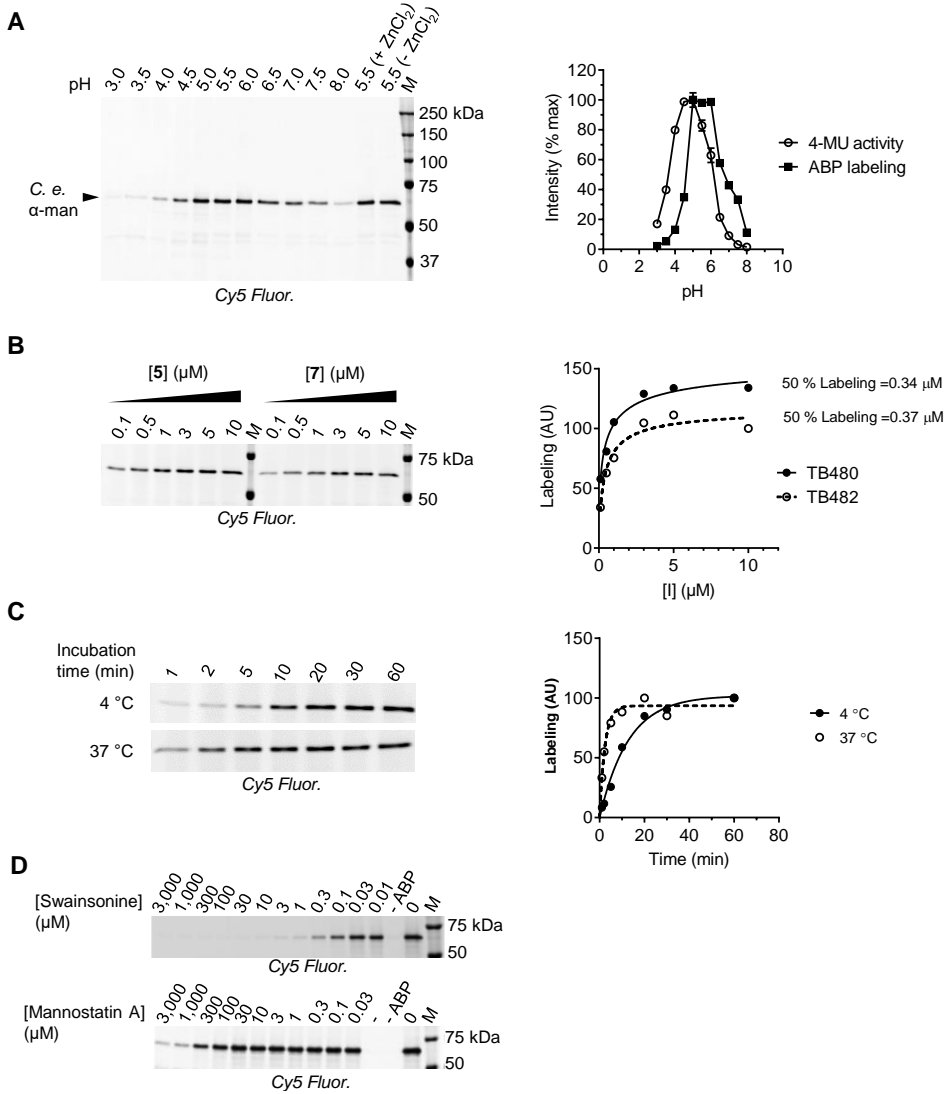 A
pH
3.0
3.5
4.0
4.5
5.0
5.5
6.0
6.5
7.0
7.5
8.0
5.5 (+ ZnCl2)
5.5 (- ZnCl2)
M
250 kDa
150
100
75
50
37
C. e.
α-man
Cy5 Fluor.
Intensity (% max)
120
100
80
60
40
20
0
0 2 4 6 8 10
pH
4-MU activity
ABP labeling
B
[5] (µM) [7] (µM)
0.1 0.5 1 3 5 10 M 0.1 0.5 1 3 5 10 M
75 kDa
50
Cy5 Fluor.
Labeling (AU)
150
100
50
0
0 5 10
[I] (µM)
50 % Labeling =0.34 µM
50 % Labeling =0.37 µM
TB480
TB482
C
Incubation
time (min)
1 2 5 10 20 30 60
4 °C
37 °C
Cy5 Fluor.
Labeling (AU)
150
100
50
0
0 20 40 60 80
Time (min)
4 °C
37 °C
D
[Swainsonine]
(µM)
3,000 1,000 300 100 30 10 3 1 0.3 0.1 0.03 0.01 - ABP 0 M
75 kDa
50
Cy5 Fluor.
[Mannostatin A]
(µM)
3,000 1,000 300 100 30 10 3 1 0.3 0.1 0.03 - - ABP 0 M
75 kDa
50
Cy5 Fluor.